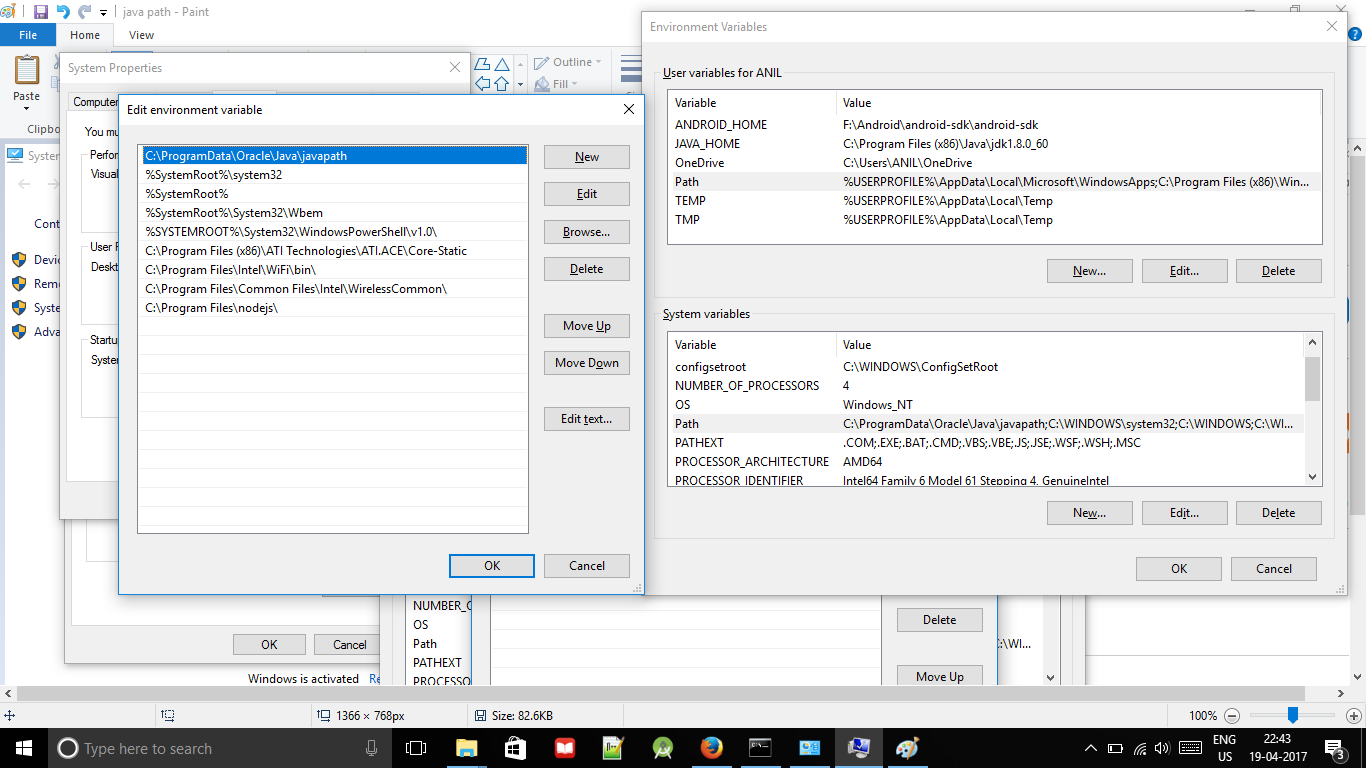 java path - Paint
File
Home
View
Paste
Outline
Fill
System Properties
Computer
You mu
Perfor
Visual
User P
Deskt
Startu
System
OK
Cancel
Edit environment variable
C:\ProgramData\Oracle\Java\javapath
%SystemRoot%\system32
%SystemRoot%
%SystemRoot%\System32\Wbem
%SYSTEMROOT%\System32\WindowsPowerShell\v1.0\
C:\Program Files (x86)\ATI Technologies\ATI.ACE\Core-Static
C:\Program Files\Intel\WiFi\bin\
C:\Program Files\Common Files\Intel\WirelessCommon\
C:\Program Files\nodejs\
New
Edit
Browse...
Delete
Move Up
Move Down
Edit text...
OK
Cancel
Environment Variables
User variables for ANIL
Variable Value
ANDROID_HOME F:\Android\android-sdk\android-sdk
JAVA_HOME C:\Program Files (x86)\Java\jdk1.8.0_60
OneDrive C:\Users\ANIL\OneDrive
Path %USERPROFILE%\AppData\Local\Microsoft\WindowsApps;C:\Program Files (x86)\Win...
TEMP %USERPROFILE%\AppData\Local\Temp
TMP %USERPROFILE%\AppData\Local\Temp
New... Edit... Delete
System variables
Variable Value
configsetroot C:\WINDOWS\ConfigSetRoot
NUMBER_OF_PROCESSORS 4
OS Windows_NT
Path C:\ProgramData\Oracle\Java\javapath;C:\WINDOWS\system32;C:\WINDOWS;C:\WI...
PATHEXT .COM;.EXE;.BAT;.CMD;.VBS;.VBE;.JS;.JSE;.WSF;.WSH;.MSC
PROCESSOR_ARCHITECTURE AMD64
PROCESSOR_IDENTIFIER Intel64 Family 6 Model 61 Stepping 4, GenuineIntel
New... Edit... Delete
OK Cancel
Clipbo
System
Cont
Devic
Rem
Syste
Adva
NUMBER_O
OS
Path
PATHEXT
PROCESSO
Delete
:\WI...
Move Up
Windows is activated Re
1366 × 768px
Size: 82.6KB
100%
Type here to search
ENG
US
22:43
19-04-2017
3